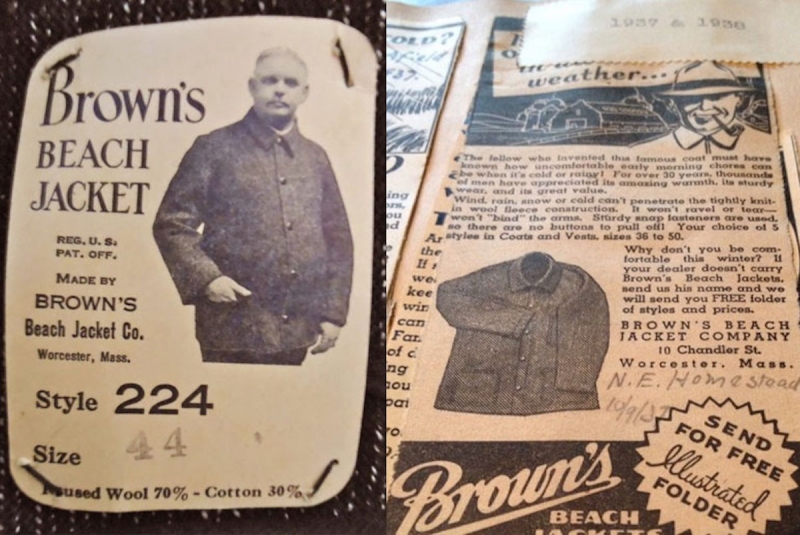 Brown's
BEACH
JACKET
REG. U. S.
PAT. OFF.
MADE BY
BROWN'S
Beach Jacket Co.
Worcester, Mass.
Style 224
Size 44
Reused Wool 70% - Cotton 30%
1937 & 1938
OLD?
weather...
The fellow who invented this famous coat must have
known how uncomfortable early morning chores can
be when it's cold or rainy! For over 30 years, thousands
of men have appreciated its amazing warmth, its sturdy
wear, and its great value.
Wind, rain, snow or cold can't penetrate the tightly knit-
in wool fleece construction. It won't ravel or tear—
won't "bind" the arms. Sturdy snap fasteners are used,
so there are no buttons to pull off! Your choice of 5
styles in Coats and Vests, sizes 36 to 50.
Why don't you be com-
fortable this winter? If
your dealer doesn't carry
Brown's Beach Jackets,
send us his name and we
will send you FREE folder
of styles and prices.
BROWN'S BEACH
JACKET COMPANY
10 Chandler St.
Worcester, Mass.
N.E. Homestead
10/9/37
SEND
FOR FREE
Illustrated
FOLDER
Brown's
BEACH
JACKETS